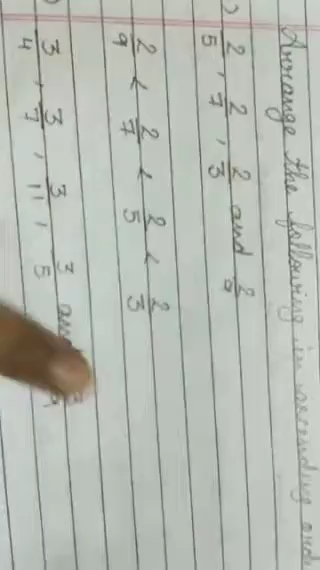 Arrange the following in ascending
) 2/5, 2/7, 2/3 and 2/9
2/9 < 2/7 < 2/5 < 2/3
) 3/4, 3/7, 3/11, 3/5